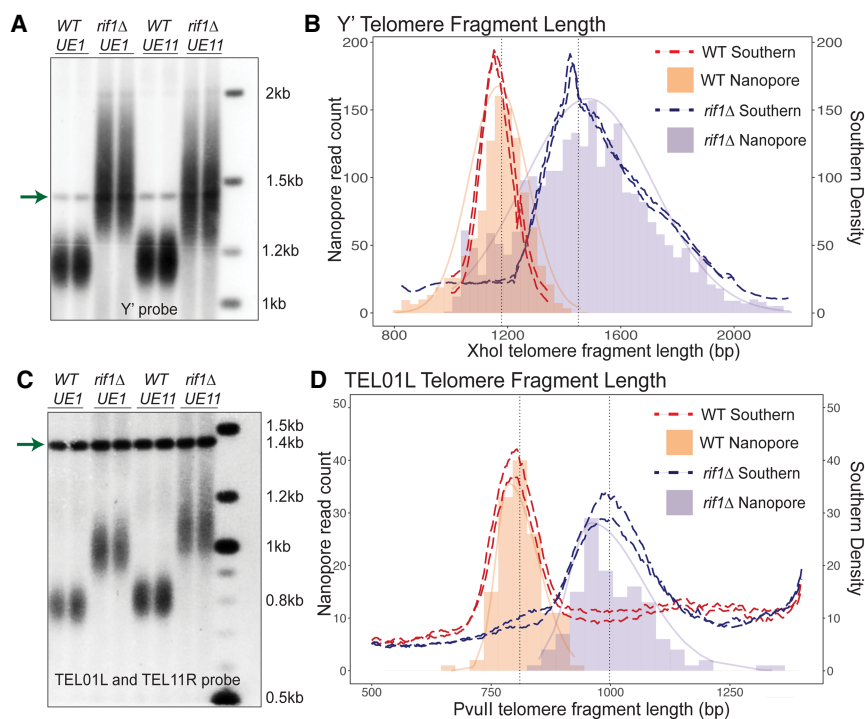 A
WT rif1Δ WT rif1Δ
UE1 UE1 UE11 UE11
2kb
1.5kb
1.2kb
1kb
Y' probe
B
Y' Telomere Fragment Length
200
150
100
50
0
Nanopore read count
200
150
100
50
0
Southern Density
WT Southern
WT Nanopore
rif1Δ Southern
rif1Δ Nanopore
800 1200 1600 2000
XhoI telomere fragment length (bp)
C
WT rif1Δ WT rif1Δ
UE1 UE1 UE11 UE11
1.5kb
1.4kb
1.2kb
1kb
0.8kb
0.5kb
TEL01L and TEL11R probe
D
TEL01L Telomere Fragment Length
50
40
30
20
10
0
Nanopore read count
50
40
30
20
10
0
Southern Density
WT Southern
WT Nanopore
rif1Δ Southern
rif1Δ Nanopore
500 750 1000 1250
PvuII telomere fragment length (bp)